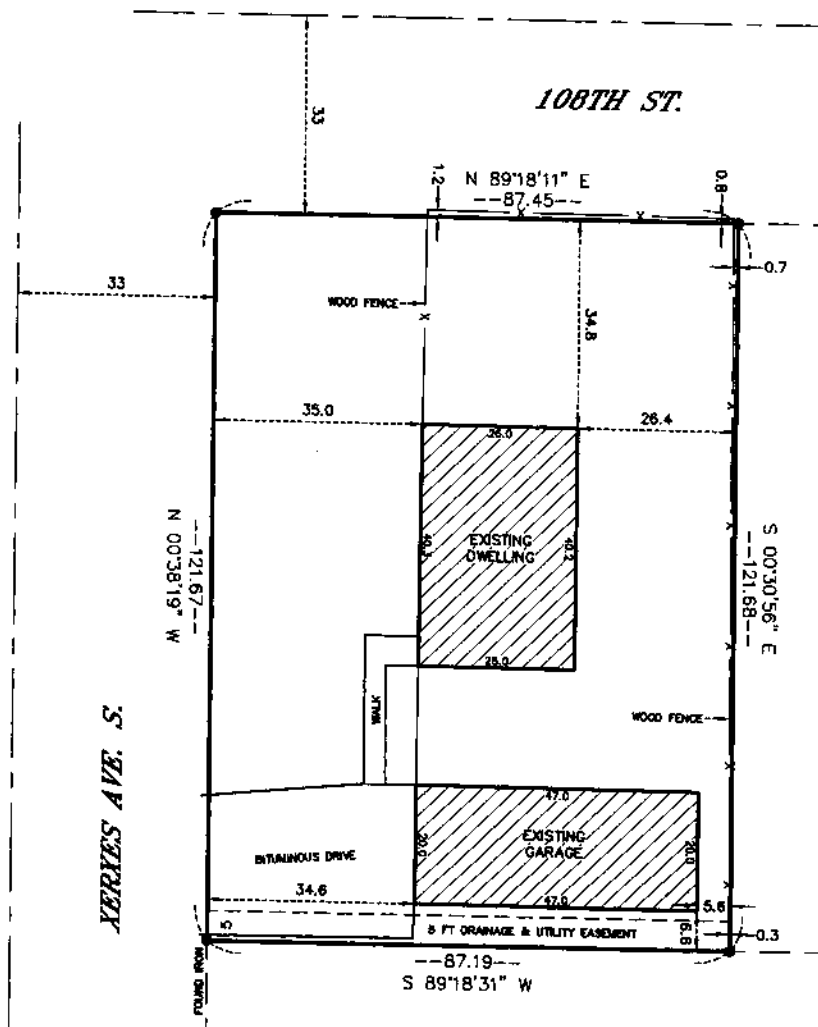 108TH ST.
33
1.2
N 89°18'11" E
--87.45--
0.8
0.7
33
WOOD FENCE
X
34.8
35.0
26.0
26.4
N 00°38'19" W
--121.67--
40.3
EXISTING
DWELLING
40.2
S 00°30'56" E
--121.68--
26.0
WALK
WOOD FENCE
XERXES AVE. S.
47.0
BITUMINOUS DRIVE
20.0
EXISTING
GARAGE
20.0
34.6
47.0
5.6
5
5 FT DRAINAGE & UTILITY EASEMENT
6.6
0.3
FOUND IRON
--87.19--
S 89°18'31" W